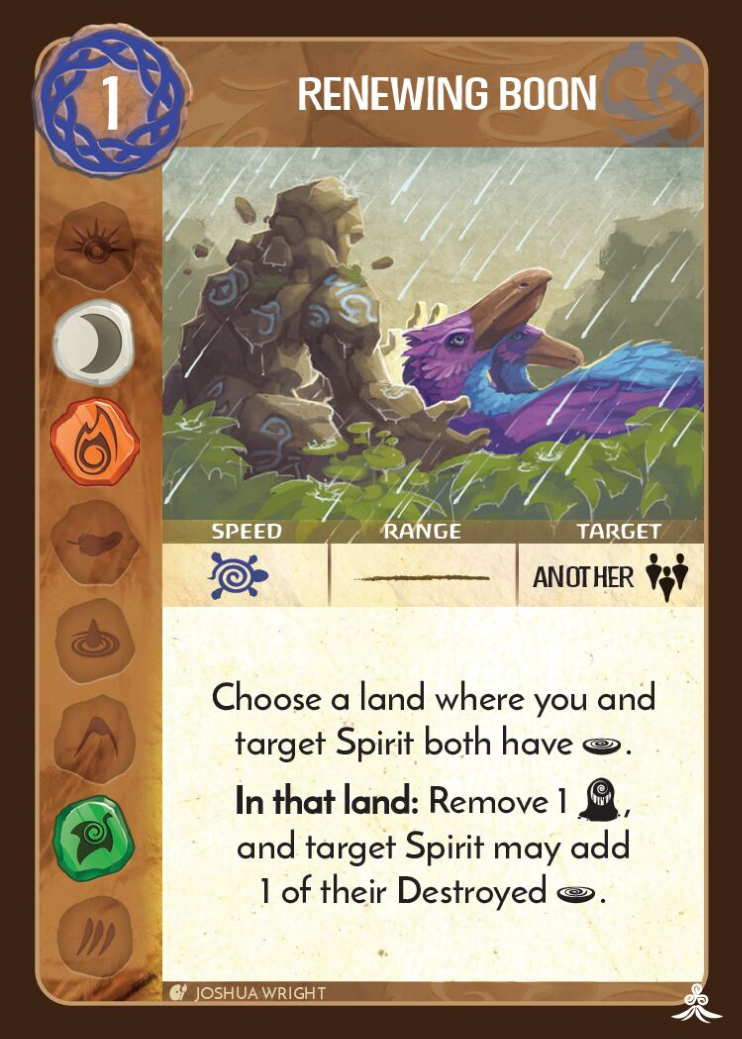 1
RENEWING BOON
SPEED RANGE TARGET
ANOTHER
Choose a land where you and
target Spirit both have .
In that land: Remove 1 ,
and target Spirit may add
1 of their Destroyed .
JOSHUA WRIGHT